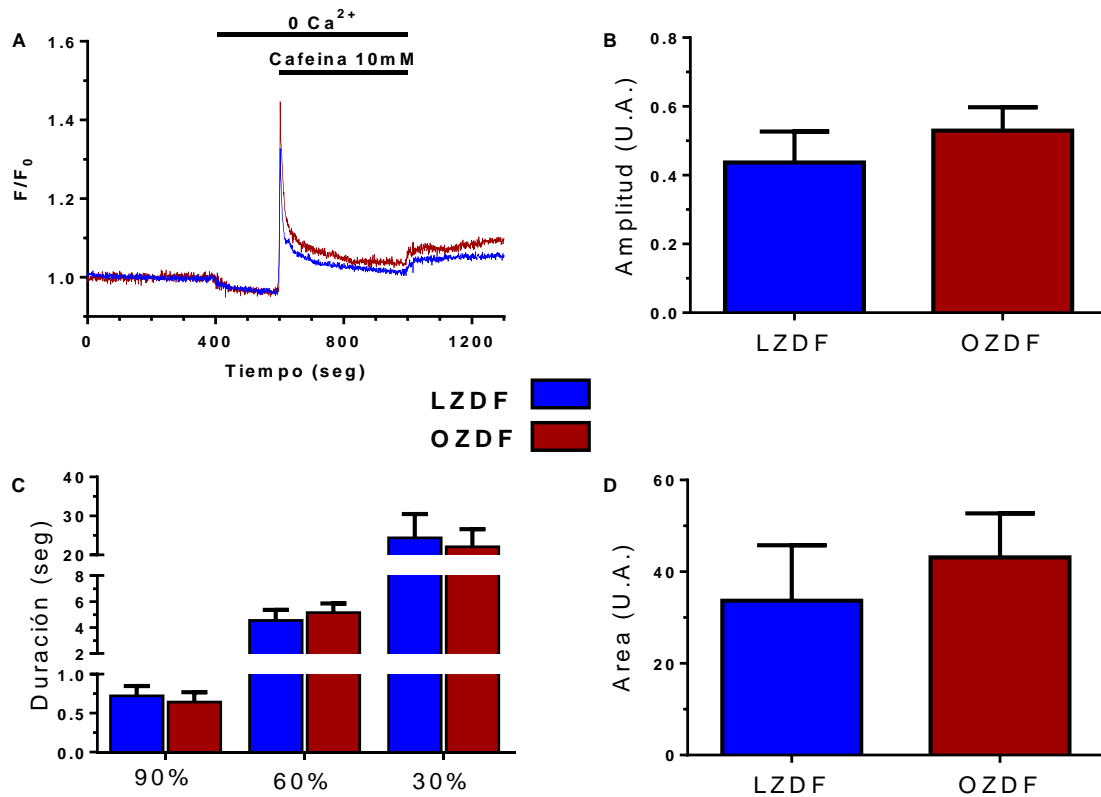 A
0 Ca²⁺
Cafeina 10mM
1.6
1.4
1.2
1.0
F/F₀
0 400 800 1200
Tiempo (seg)
B
0.8
0.6
0.4
0.2
0.0
Amplitud (U.A.)
LZDF OZDF
LZDF
OZDF
C
40
30
20
8
6
4
2
1.0
0.5
0.0
Duración (seg)
90% 60% 30%
D
60
40
20
0
Area (U.A.)
LZDF OZDF